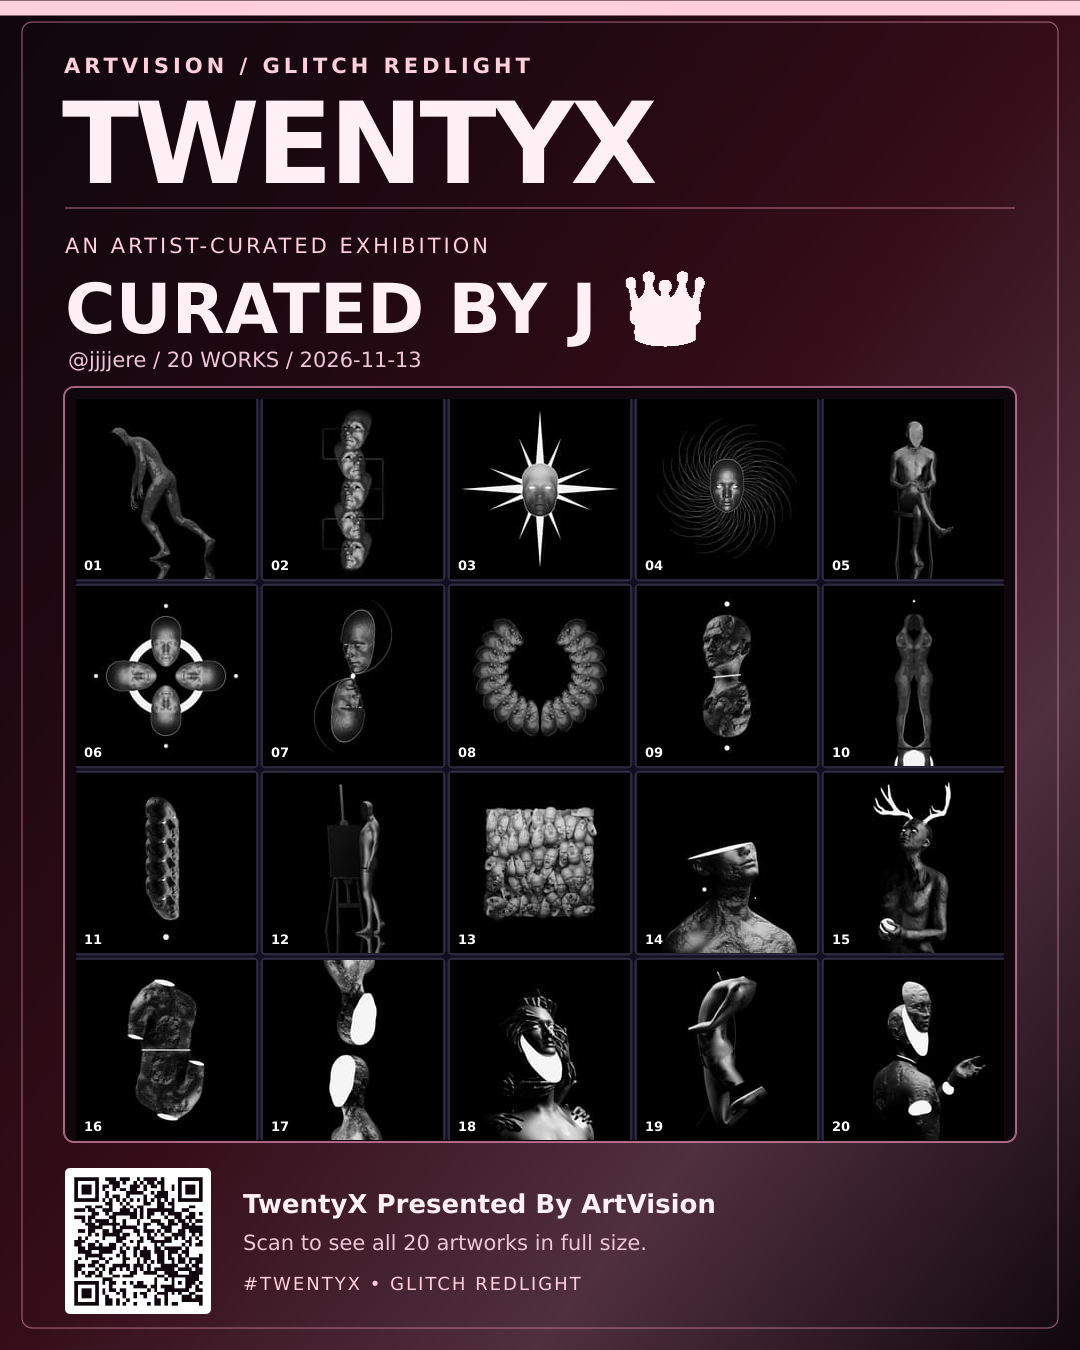 ARTVISION / GLITCH REDLIGHT
TWENTYX
AN ARTIST-CURATED EXHIBITION
CURATED BY J
@jjjjere / 20 WORKS / 2026-11-13
01
02
03
04
05
06
07
08
09
10
11
12
13
14
15
16
17
18
19
20
TwentyX Presented By ArtVision
Scan to see all 20 artworks in full size.
#TWENTYX • GLITCH REDLIGHT